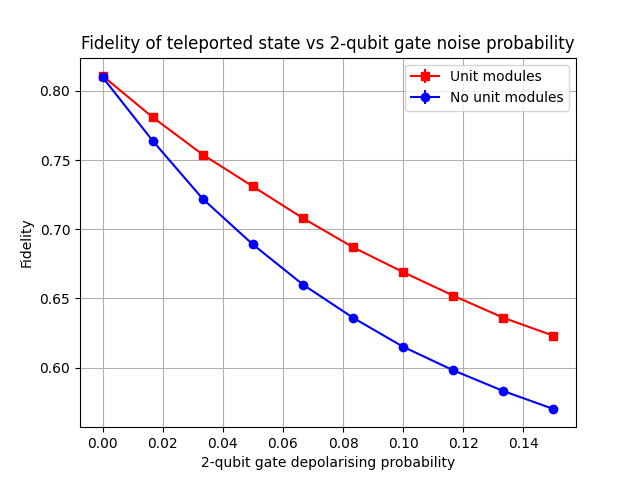 Fidelity of teleported state vs 2-qubit gate noise probability
Unit modules
No unit modules
Fidelity
0.80
0.75
0.70
0.65
0.60
0.00 0.02 0.04 0.06 0.08 0.10 0.12 0.14
2-qubit gate depolarising probability